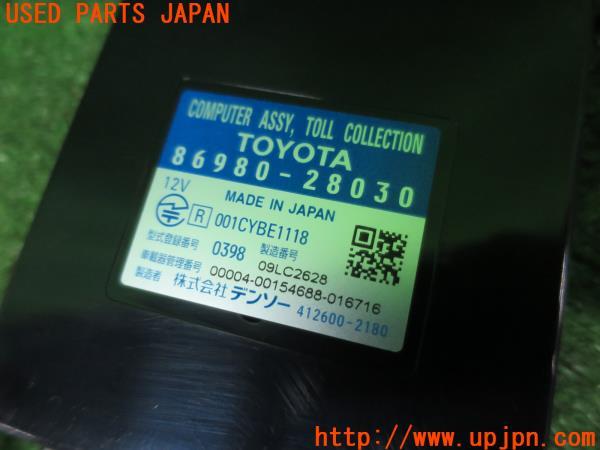 USED PARTS JAPAN
COMPUTER ASSY, TOLL COLLECTION
TOYOTA
86980-28030
12V
MADE IN JAPAN
R 001CYBE1118
型式登録番号 0398 製造番号 09LC2628
車載器管理番号 00004-00154688-016716
製造者 株式会社 デンソー 412600-2180
http://www.upjpn.com